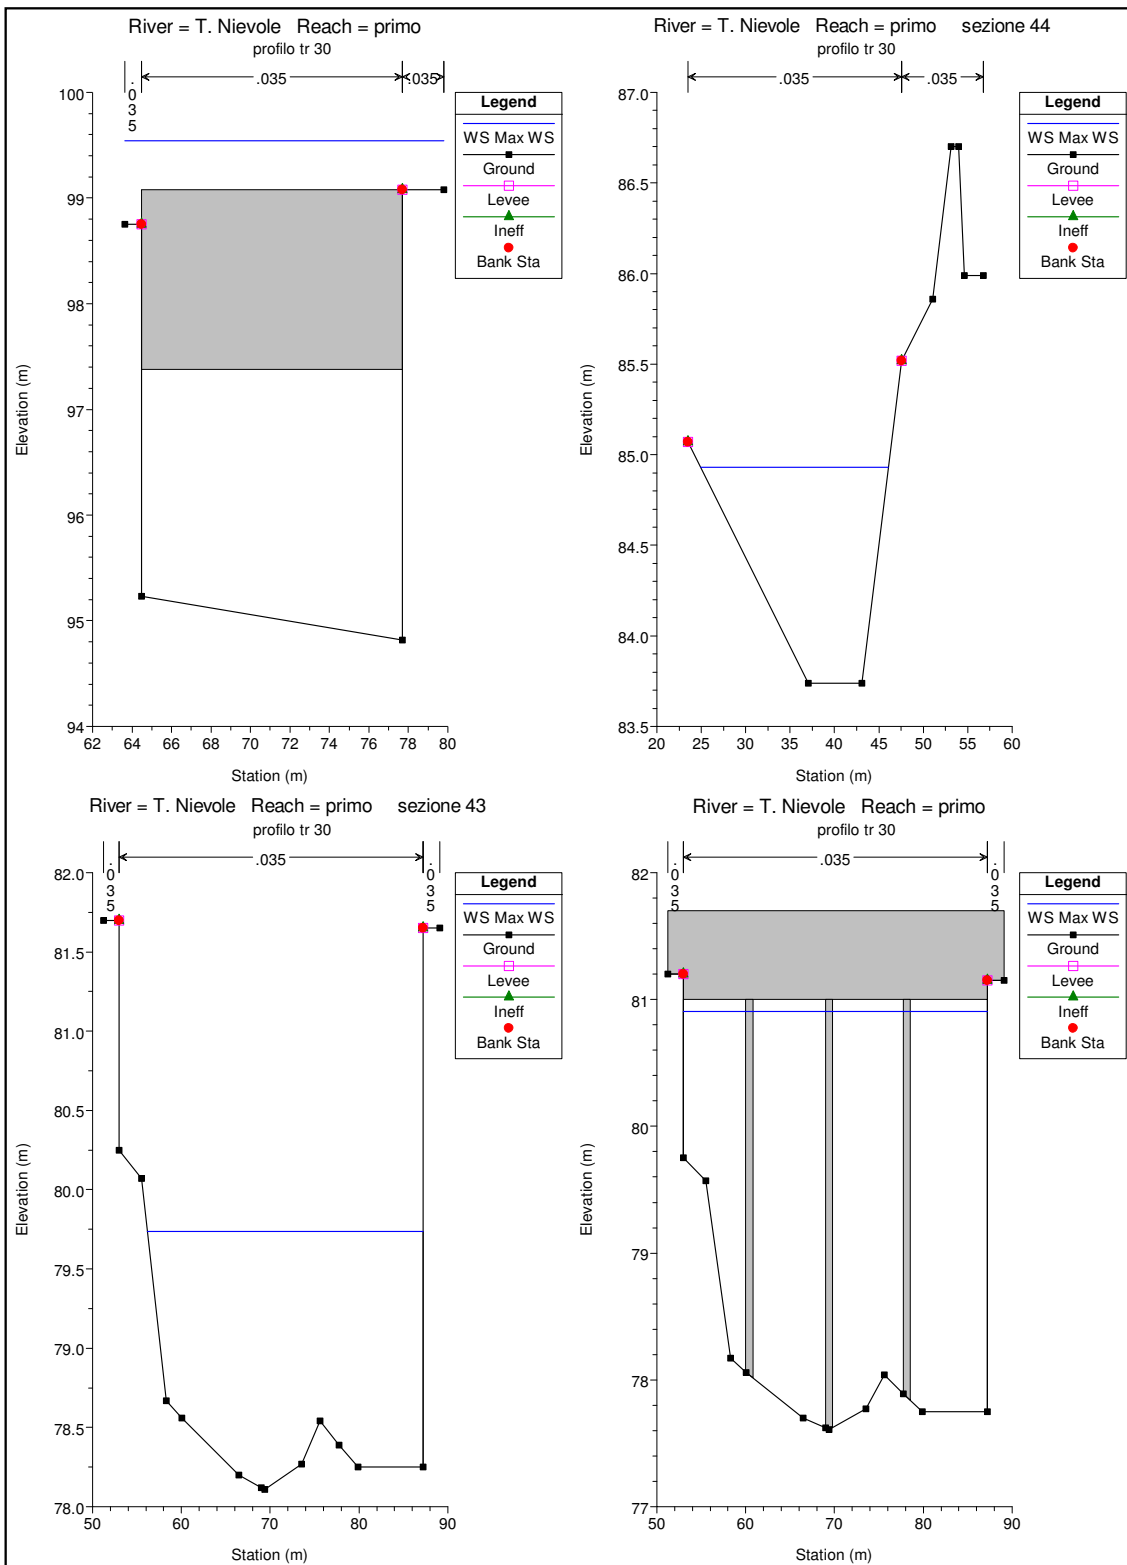 River = T. Nievole Reach = primo
profilo tr 30
.035 .035 .035
Legend
WS Max WS
Ground
Levee
Ineff
Bank Sta
100
99
98
97
96
95
94
Elevation (m)
62 64 66 68 70 72 74 76 78 80
Station (m)
River = T. Nievole Reach = primo sezione 44
profilo tr 30
.035 .035
Legend
WS Max WS
Ground
Levee
Ineff
Bank Sta
87.0
86.5
86.0
85.5
85.0
84.5
84.0
83.5
Elevation (m)
20 25 30 35 40 45 50 55 60
Station (m)
River = T. Nievole Reach = primo sezione 43
profilo tr 30
.035 .035 .035
Legend
WS Max WS
Ground
Levee
Ineff
Bank Sta
82.0
81.5
81.0
80.5
80.0
79.5
79.0
78.5
78.0
Elevation (m)
50 60 70 80 90
Station (m)
River = T. Nievole Reach = primo
profilo tr 30
.035 .035 .035
Legend
WS Max WS
Ground
Levee
Ineff
Bank Sta
82
81
80
79
78
77
Elevation (m)
50 60 70 80 90
Station (m)